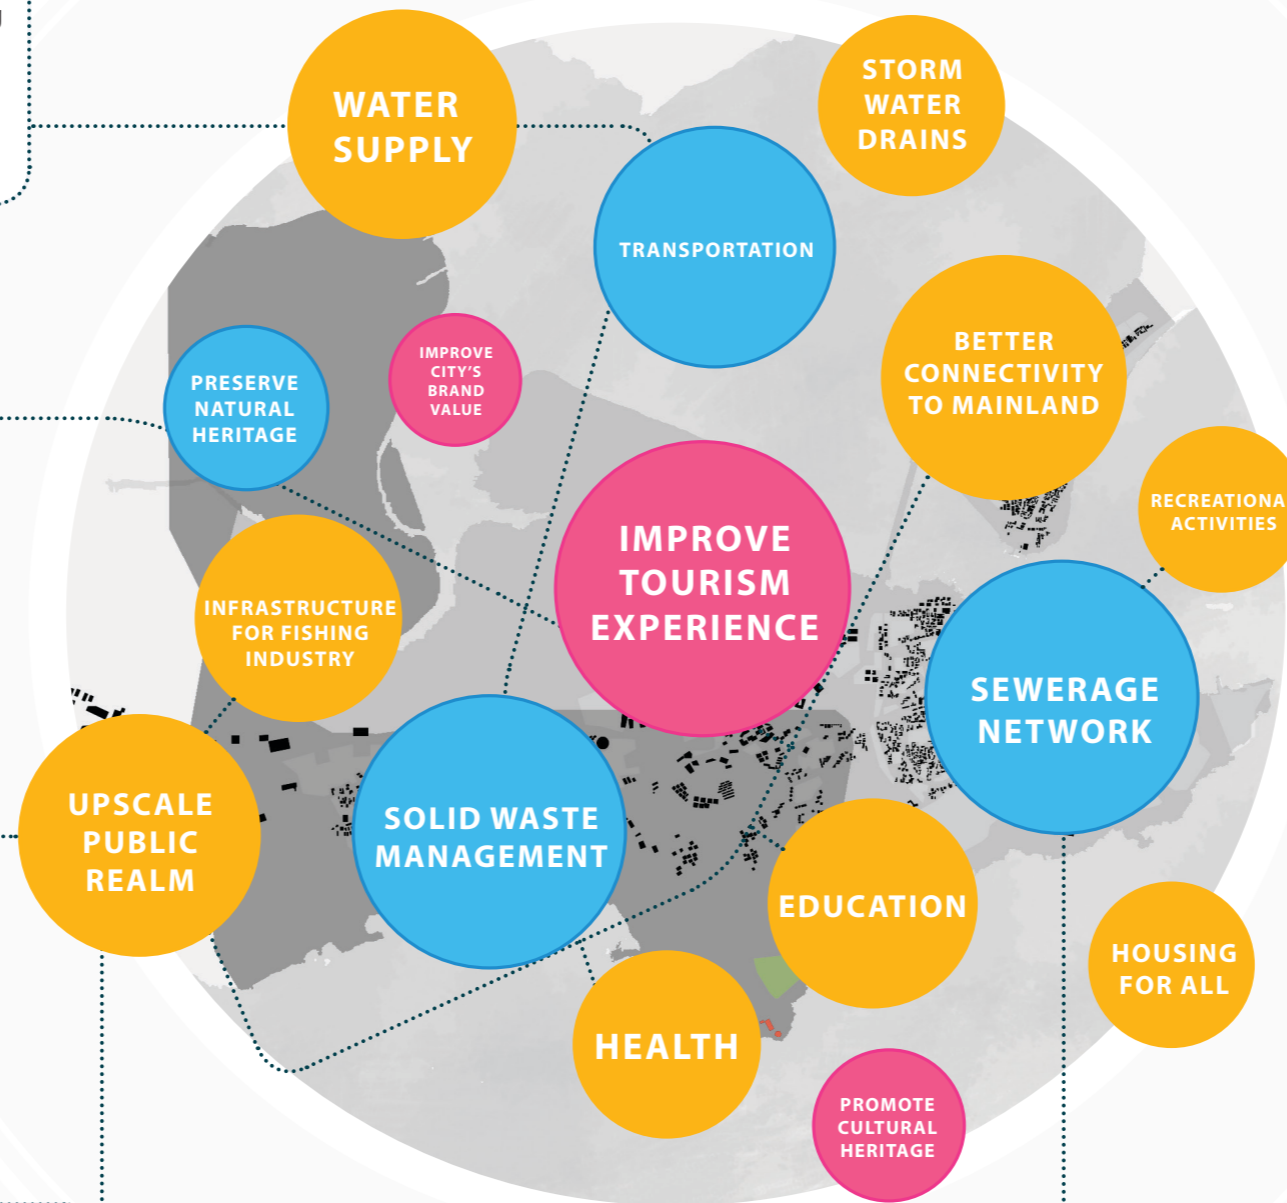 WATER
SUPPLY
STORM
WATER
DRAINS
TRANSPORTATION
BETTER
CONNECTIVITY
TO MAINLAND
IMPROVE
CITY'S
BRAND
VALUE
PRESERVE
NATURAL
HERITAGE
RECREATIONA
ACTIVITIES
IMPROVE
TOURISM
EXPERIENCE
INFRASTRUCTURE
FOR FISHING
INDUSTRY
SEWERAGE
NETWORK
UPSCALE
PUBLIC
REALM
SOLID WASTE
MANAGEMENT
EDUCATION
HOUSING
FOR ALL
HEALTH
PROMOTE
CULTURAL
HERITAGE